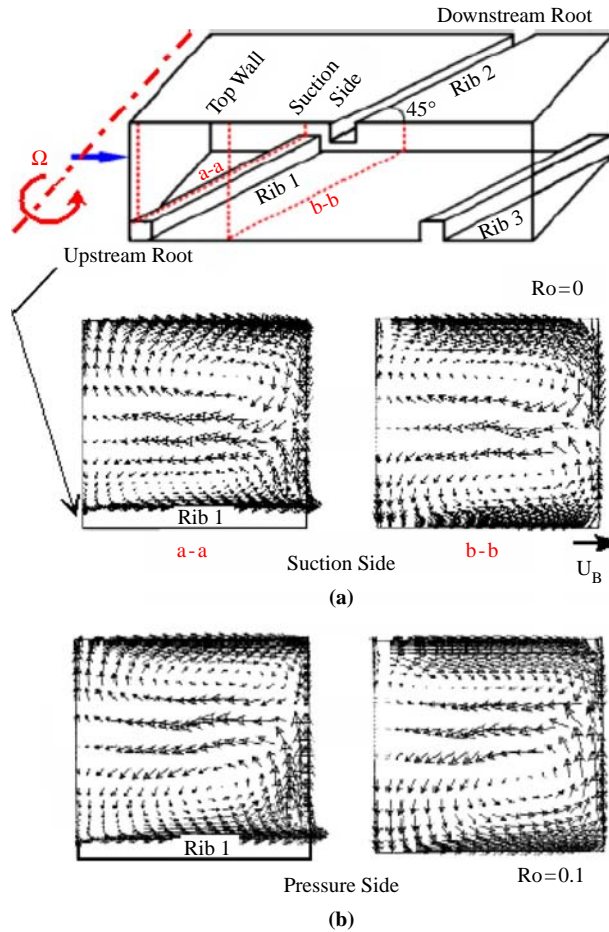 Downstream Root
Top Wall
Suction
Side
Rib 2
45°
Ω
a-a
Rib 1
b-b
Rib 3
Upstream Root
Ro=0
Rib 1
a-a
b-b
Suction Side
U_B
(a)
Rib 1
Ro=0.1
Pressure Side
(b)